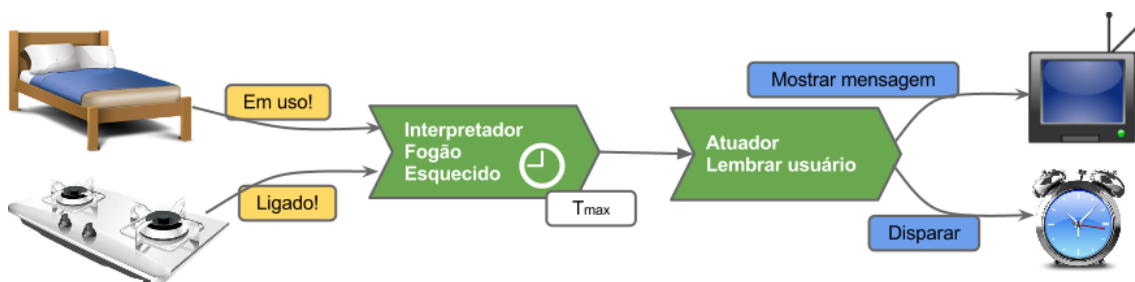 Em uso!
Ligado!
Interpretador
Fogão
Esquecido
Tmax
Atuador
Lembrar usuário
Mostrar mensagem
Disparar